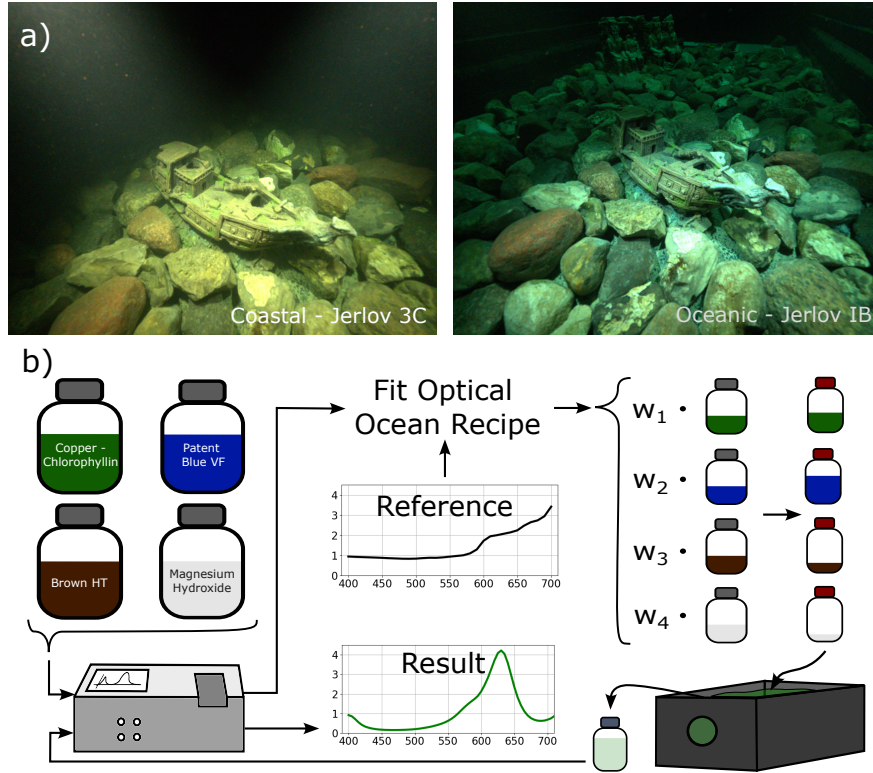 a)
Coastal - Jerlov 3C
Oceanic - Jerlov IB
b)
Copper -
Chlorophyllin
Patent
Blue VF
Brown HT
Magnesium
Hydroxide
Fit Optical
Ocean Recipe
Reference
4
3
2
1
0
400 450 500 550 600 650 700
Result
4
3
2
1
0
400 450 500 550 600 650 700
w1 •
w2 •
w3 •
w4 •